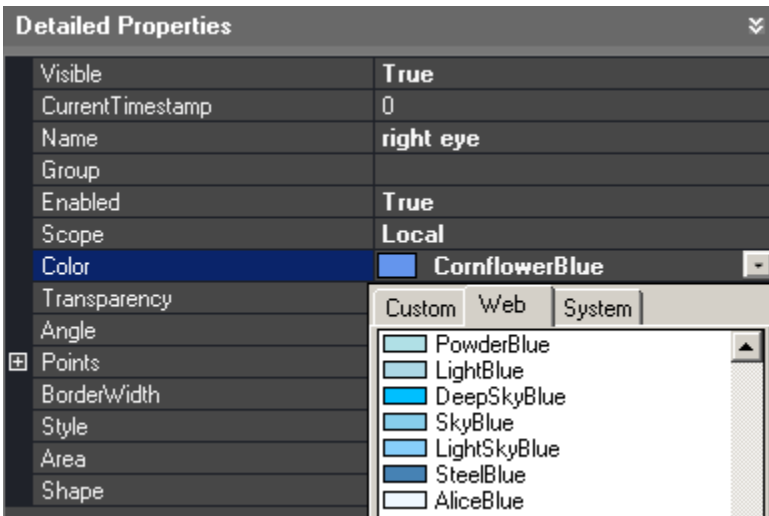 Detailed Properties
Visible True
CurrentTimestamp 0
Name right eye
Group
Enabled True
Scope Local
Color CornflowerBlue
Transparency
Custom Web System
Angle
PowderBlue
Points
LightBlue
BorderWidth
DeepSkyBlue
Style
SkyBlue
Area
LightSkyBlue
Shape
SteelBlue
AliceBlue